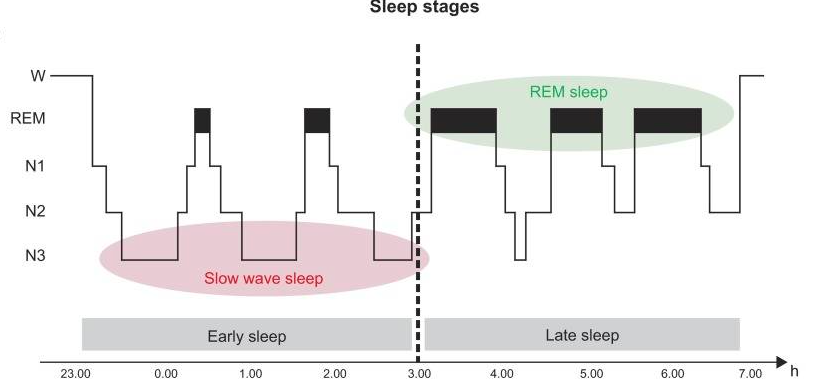 Sleep stages
W
REM
N1
N2
N3
REM sleep
Slow wave sleep
Early sleep
Late sleep
23.00 0.00 1.00 2.00 3.00 4.00 5.00 6.00 7.00 h